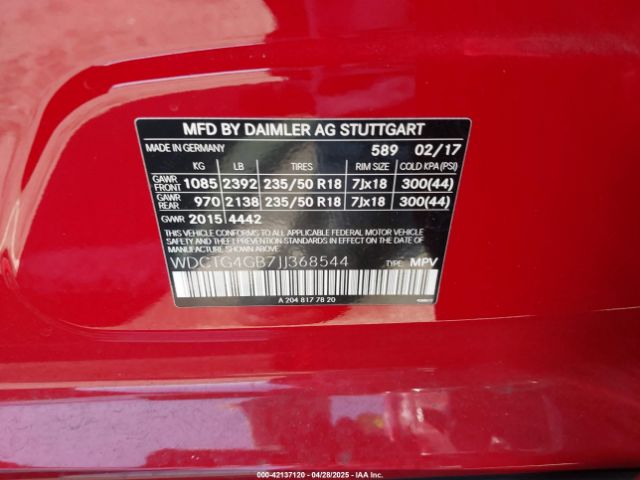 MFD BY DAIMLER AG STUTTGART
MADE IN GERMANY 589 02/17
KG LB TIRES RIM SIZE COLD KPA(PSI)
GAWR FRONT 1085 2392 235/50 R18 7Jx18 300(44)
GAWR REAR 970 2138 235/50 R18 7Jx18 300(44)
GVWR 2015 4442
THIS VEHICLE CONFORMS TO ALL APPLICABLE FEDERAL MOTOR VEHICLE
SAFETY BUMPER, AND THEFT PREVENTION STANDARDS IN
EFFECT ON THE DATE OF MANUFACTURE SHOWN ABOVE.
WDCTG4GB7JJ368544 TYPE: MPV
A 204 817 78 20
000-42137120 - 04/28/2025 - Copyright IAA, Inc.